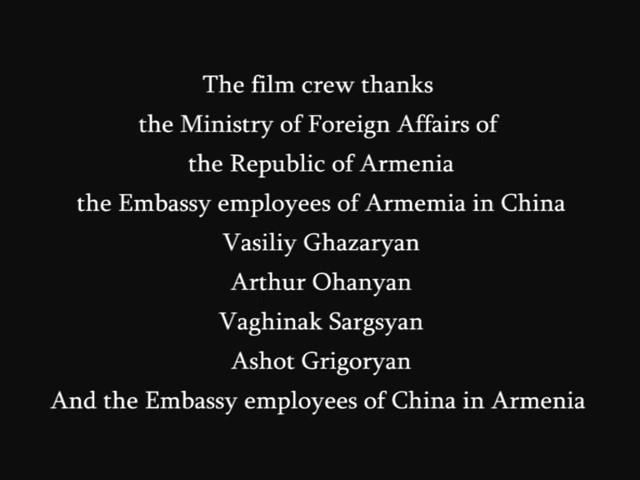 The film crew thanks
the Ministry of Foreign Affairs of
the Republic of Armenia
the Embassy employees of Armemia in China
Vasiliy Ghazaryan
Arthur Ohanyan
Vaghinak Sargsyan
Ashot Grigoryan
And the Embassy employees of China in Armenia